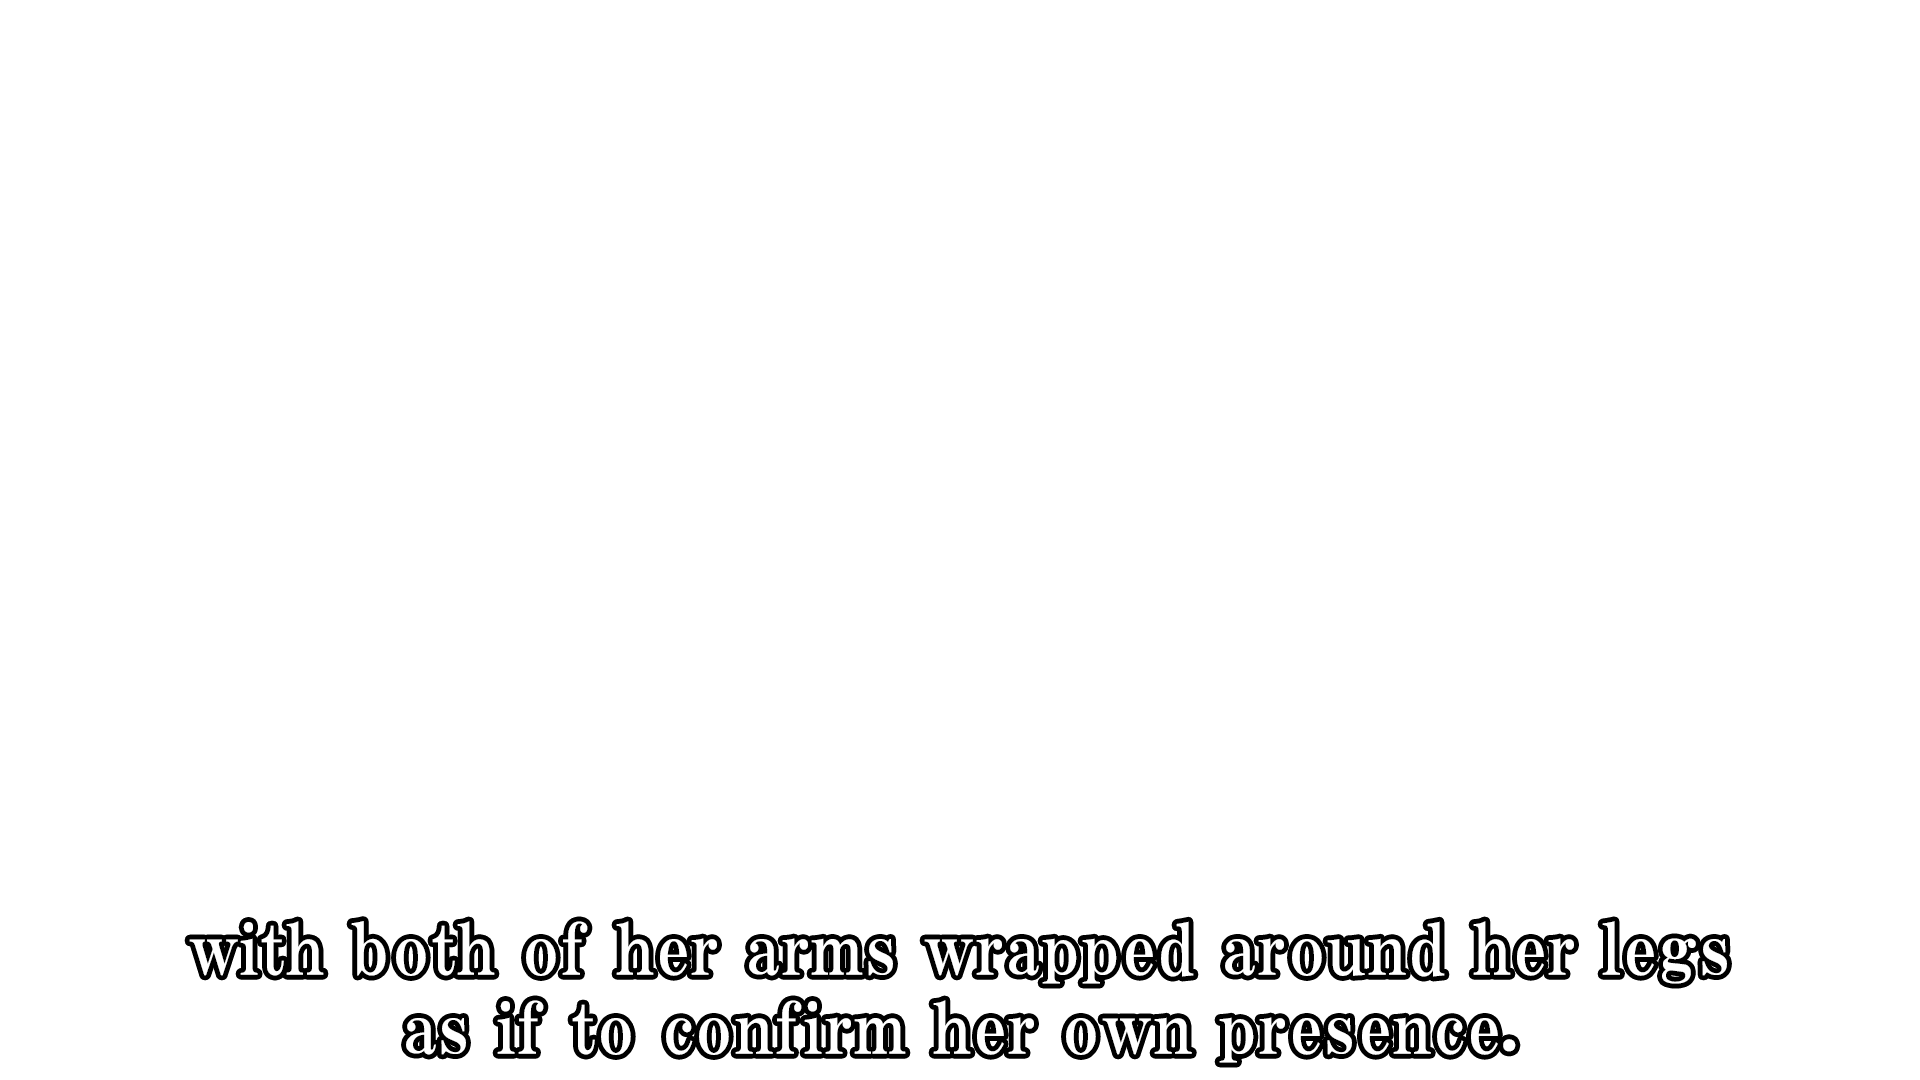 with both of her arms wrapped around her legs
as if to confirm her own presence.